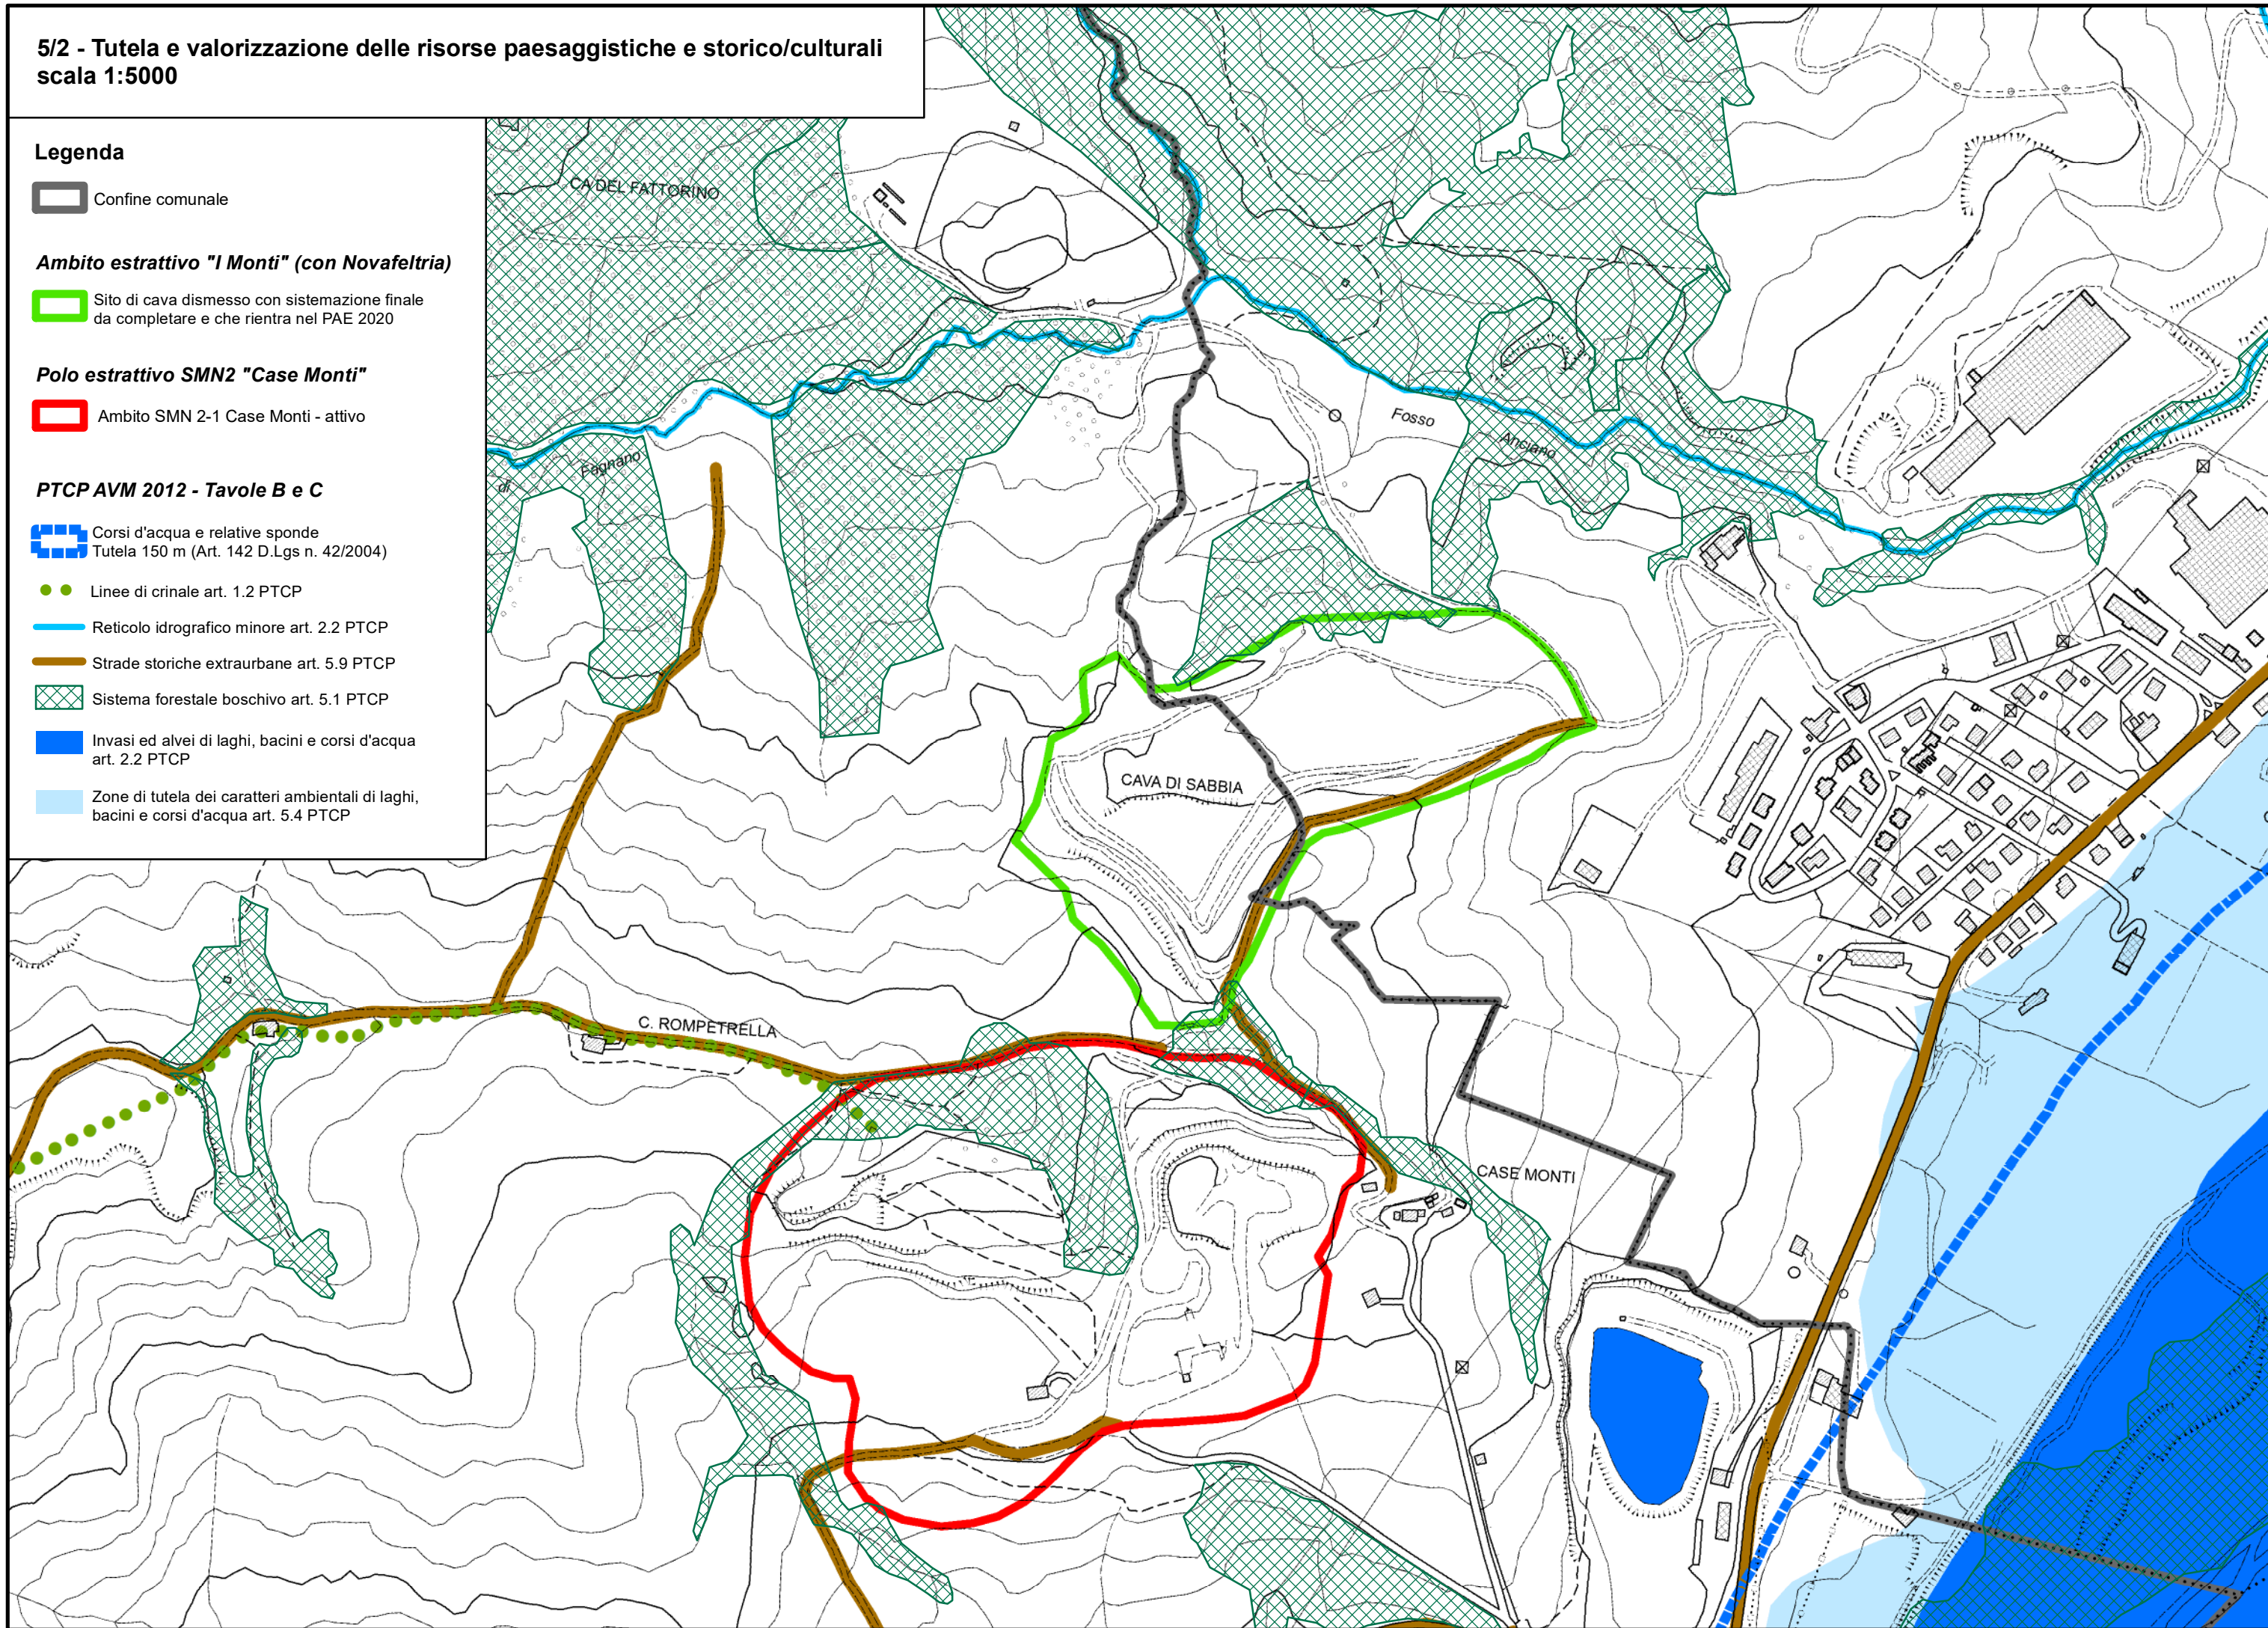 5/2 - Tutela e valorizzazione delle risorse paesaggistiche e storico/culturali
scala 1:5000
Legenda
Confine comunale
Ambito estrattivo "I Monti" (con Novafeltria)
Sito di cava dismesso con sistemazione finale
da completare e che rientra nel PAE 2020
Polo estrattivo SMN2 "Case Monti"
Ambito SMN 2-1 Case Monti - attivo
PTCP AVM 2012 - Tavole B e C
Corsi d'acqua e relative sponde
Tutela 150 m (Art. 142 D.Lgs n. 42/2004)
Linee di crinale art. 1.2 PTCP
Reticolo idrografico minore art. 2.2 PTCP
Strade storiche extraurbane art. 5.9 PTCP
Sistema forestale boschivo art. 5.1 PTCP
Invasi ed alvei di laghi, bacini e corsi d'acqua
art. 2.2 PTCP
Zone di tutela dei caratteri ambientali di laghi,
bacini e corsi d'acqua art. 5.4 PTCP
CA DEL FATTORINO
Fosso
Anciano
di
Fagnano
CAVA DI SABBIA
C. ROMPETRELLA
CASE MONTI